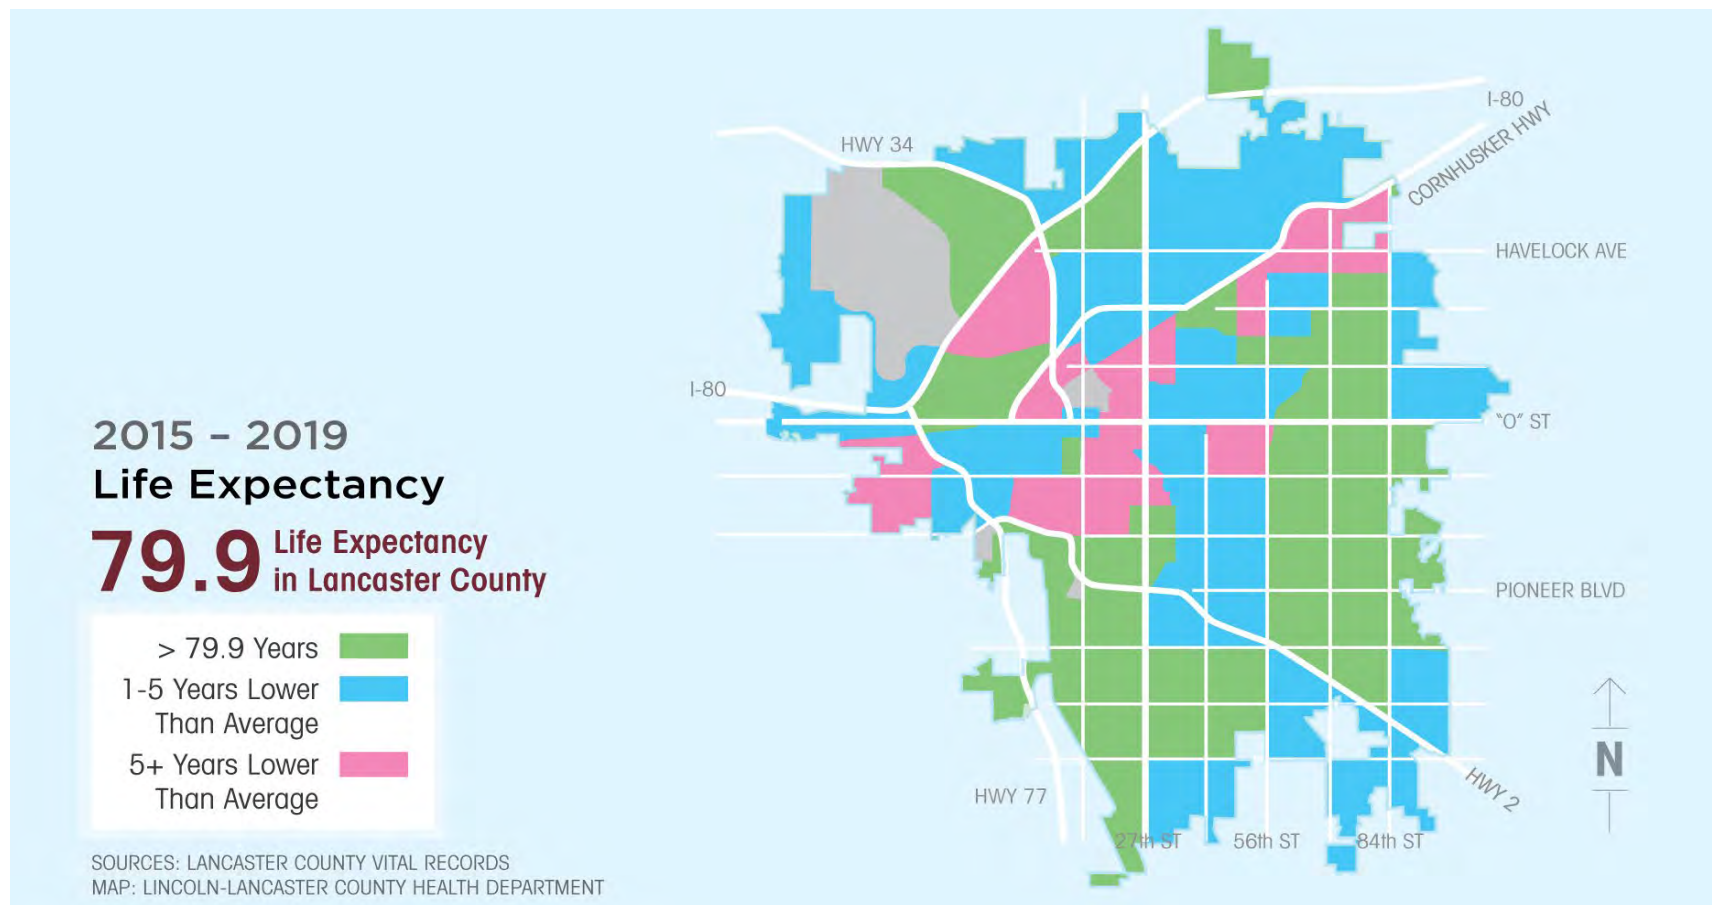 I-80
CORNHUSKER HWY
HWY 34
HAVELOCK AVE
I-80
"O" ST
2015 – 2019
Life Expectancy
79.9 Life Expectancy
in Lancaster County
PIONEER BLVD
> 79.9 Years
1-5 Years Lower
Than Average
5+ Years Lower
Than Average
N
HWY 77
HWY 2
27th ST
56th ST
84th ST
SOURCES: LANCASTER COUNTY VITAL RECORDS
MAP: LINCOLN-LANCASTER COUNTY HEALTH DEPARTMENT